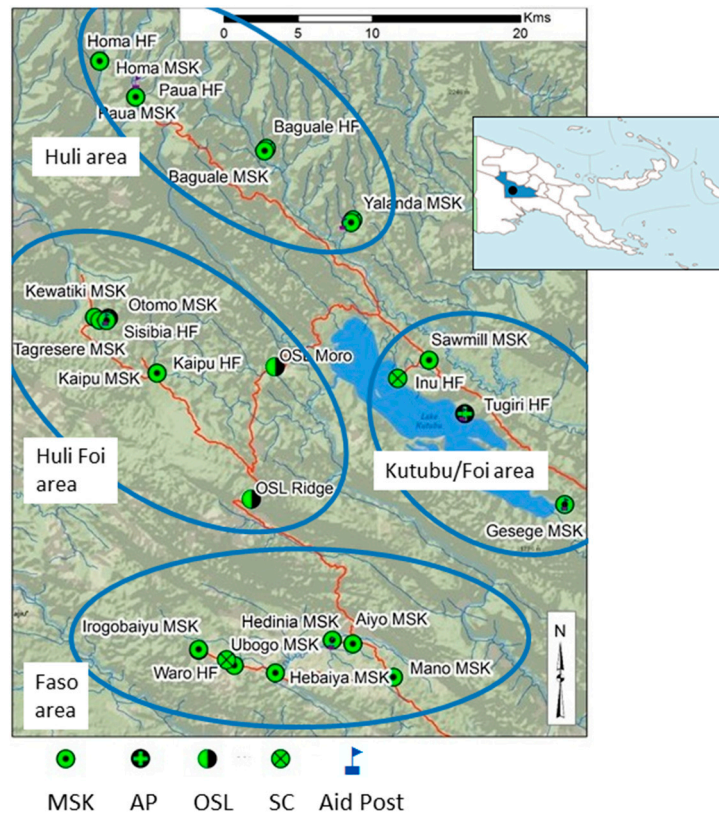 Kms
0
10
20
Homa HF
Homa MSK
Paua HF
Paua MSK
Huli area
Baguale HF
Baguale MSK
Yalanda MSK
Kewatiki MSK
Otomo MSK
Sisibia HF
Tagresere MSK
Kaipu HF
Kaipu MSK
OSL Moro
Sawmill MSK
Inu HF
Tugiri HF
Lake
Kutubu
Huli Foi
area
Kutubu/Foi area
OSL Ridge
Gesege MSK
Hedinia MSK
Aiyo MSK
Irogobaiyu MSK
Ubogo MSK
Waro HF
Hebaiya MSK
Mano MSK
Faso
area
N
MSK
AP
OSL
SC
Aid Post